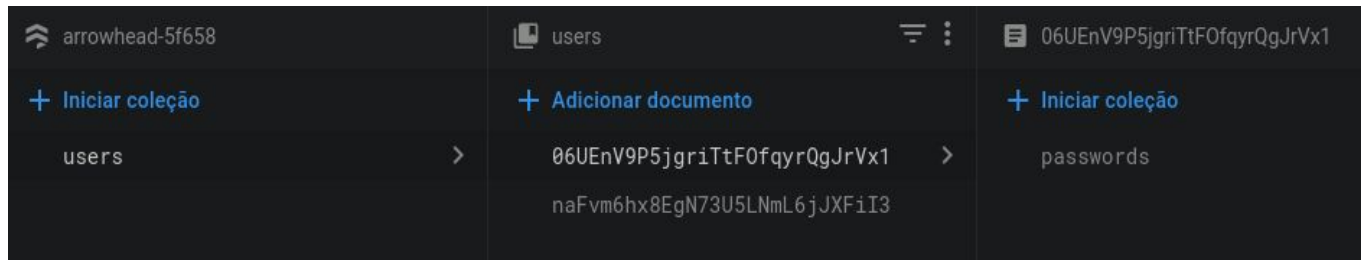 arrowhead-5f658
users
06UEnV9P5jgriTtFOfqyrQgJrVx1
+ Iniciar coleção
+ Adicionar documento
+ Iniciar coleção
users
06UEnV9P5jgriTtFOfqyrQgJrVx1
passwords
naFvm6hx8EgN73U5LNmL6jJXFiI3